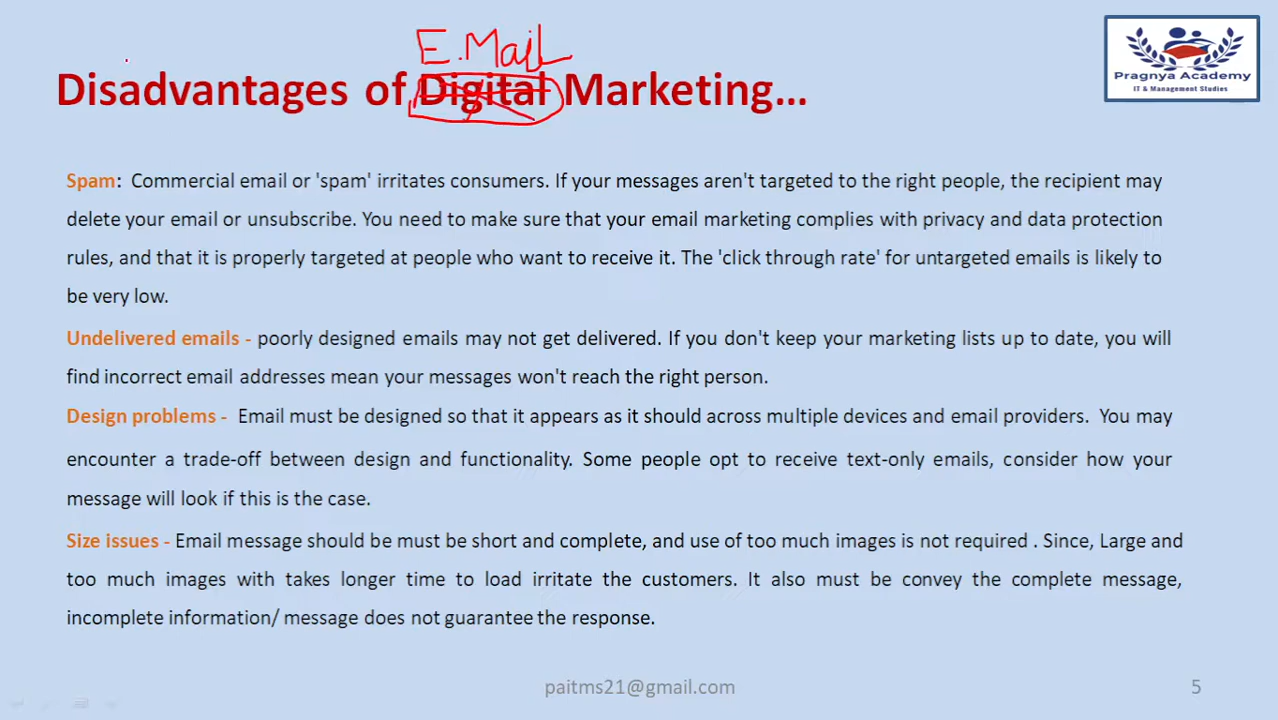 E.Mail
Disadvantages of Digital Marketing...
Pragnya Academy
IT & Management Studies
Spam: Commercial email or 'spam' irritates consumers. If your messages aren't targeted to the right people, the recipient may
delete your email or unsubscribe. You need to make sure that your email marketing complies with privacy and data protection
rules, and that it is properly targeted at people who want to receive it. The 'click through rate' for untargeted emails is likely to
be very low.
Undelivered emails - poorly designed emails may not get delivered. If you don't keep your marketing lists up to date, you will
find incorrect email addresses mean your messages won't reach the right person.
Design problems - Email must be designed so that it appears as it should across multiple devices and email providers. You may
encounter a trade-off between design and functionality. Some people opt to receive text-only emails, consider how your
message will look if this is the case.
Size issues - Email message should be must be short and complete, and use of too much images is not required . Since, Large and
too much images with takes longer time to load irritate the customers. It also must be convey the complete message,
incomplete information/ message does not guarantee the response.
paitms21@gmail.com
5